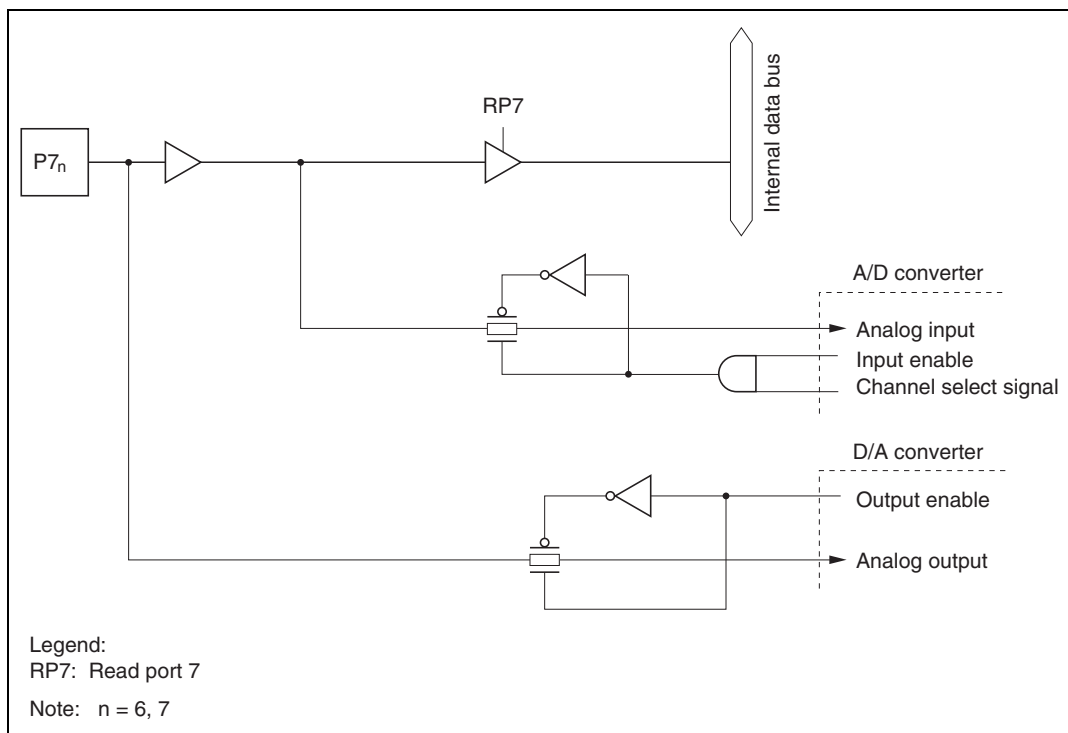 RP7
P7n
Internal data bus
A/D converter
Analog input
Input enable
Channel select signal
D/A converter
Output enable
Analog output
Legend:
RP7: Read port 7
Note: n = 6, 7